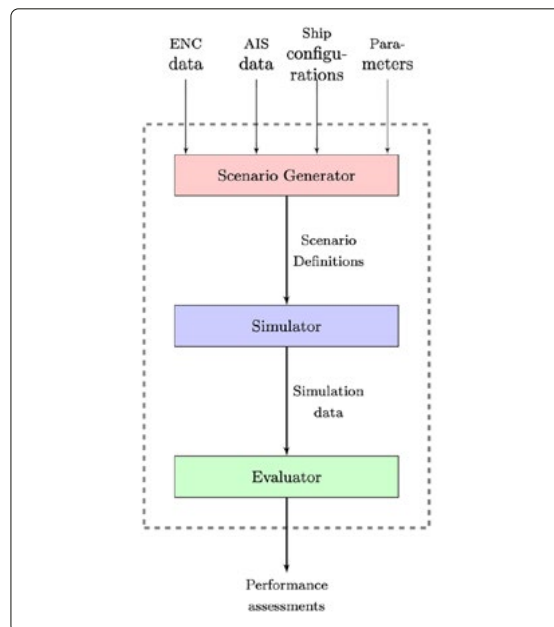 ENC
data
AIS
data
Ship
configu-
rations
Para-
meters
Scenario Generator
Scenario
Definitions
Simulator
Simulation
data
Evaluator
Performance
assessments